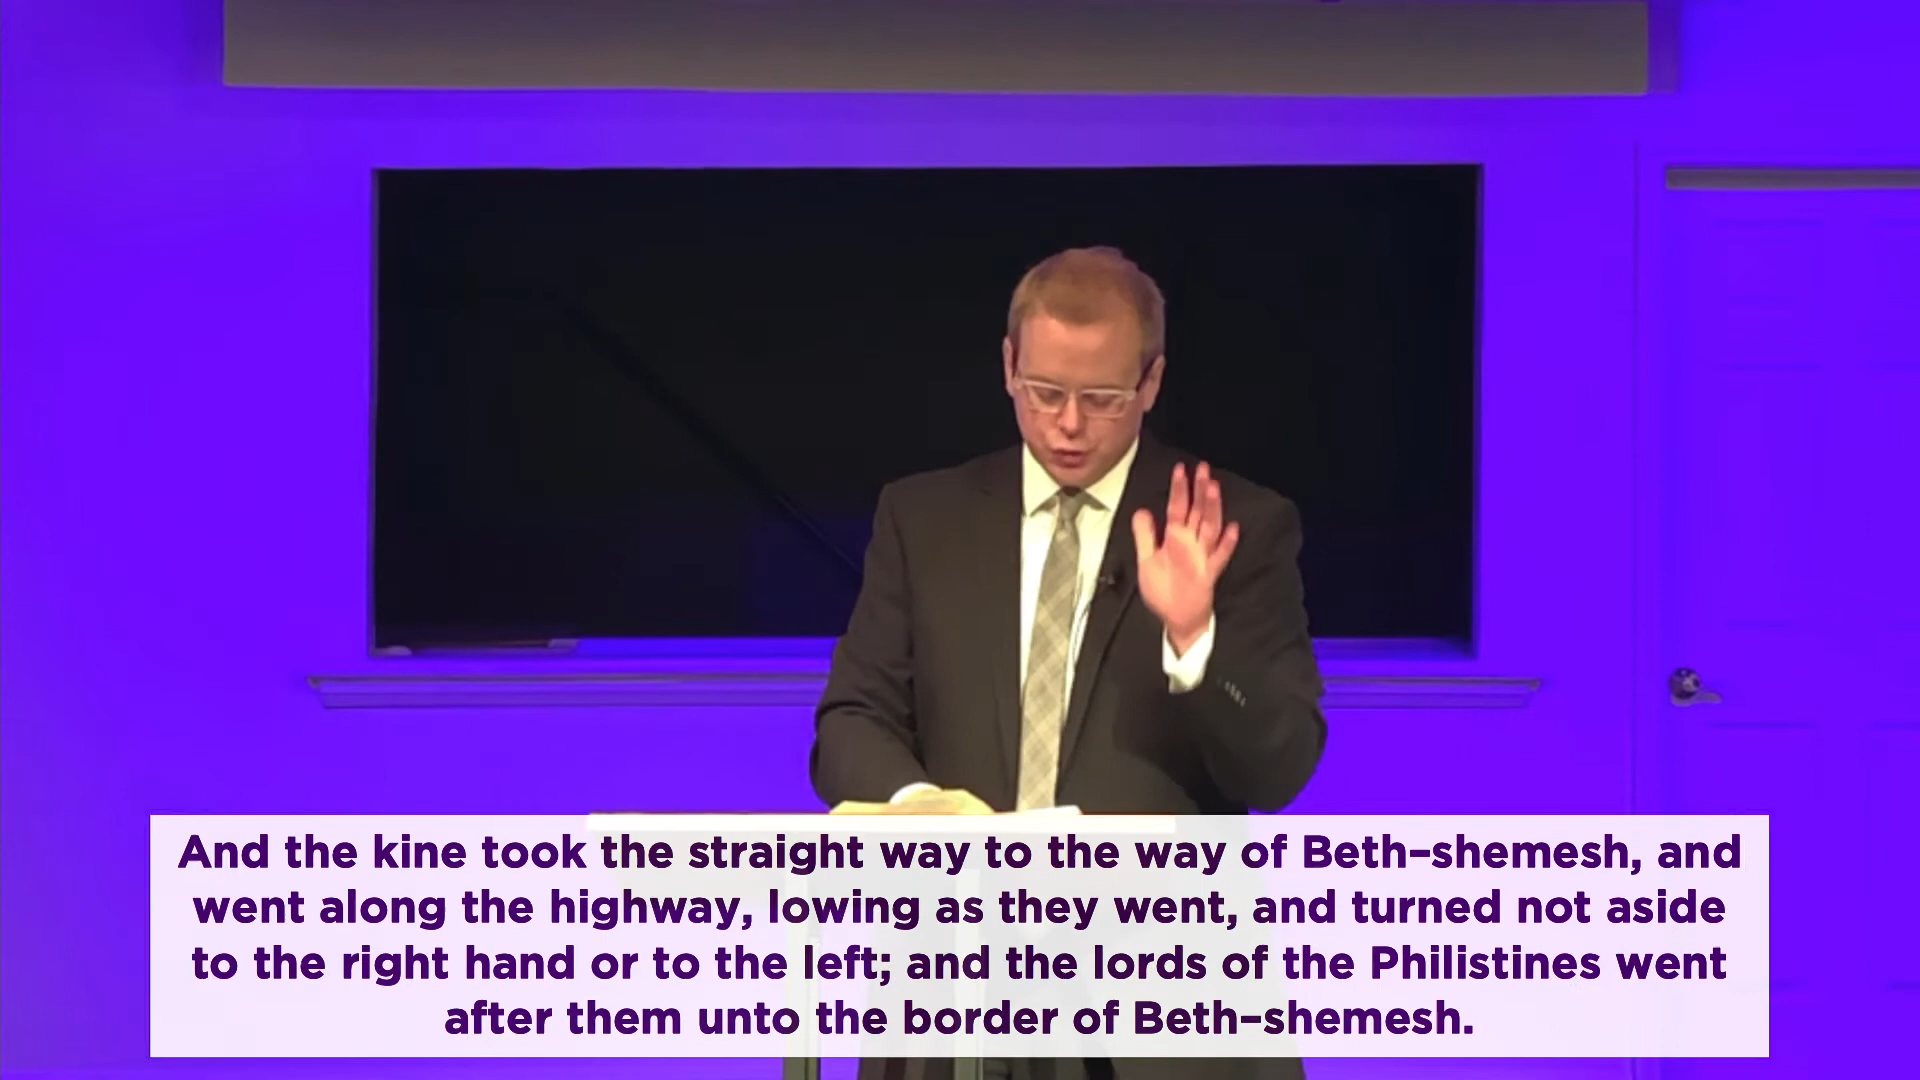 And the kine took the straight way to the way of Beth–shemesh, and
went along the highway, lowing as they went, and turned not aside
to the right hand or to the left; and the lords of the Philistines went
after them unto the border of Beth–shemesh.